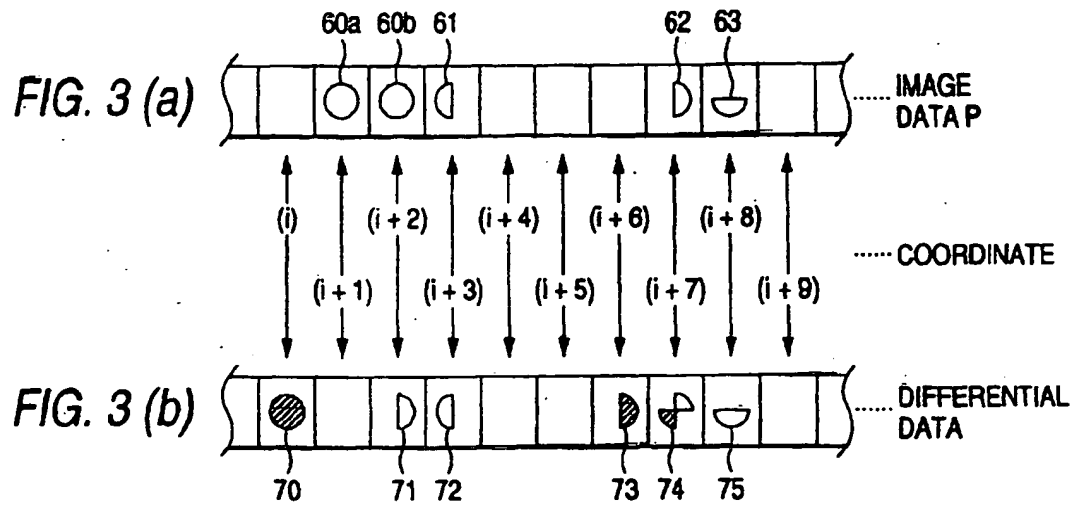 60a 60b 61 62 63
FIG. 3 (a)
IMAGE
DATA P
(i) (i + 2) (i + 4) (i + 6) (i + 8)
COORDINATE
(i + 1) (i + 3) (i + 5) (i + 7) (i + 9)
FIG. 3 (b)
DIFFERENTIAL
DATA
70 71 72 73 74 75